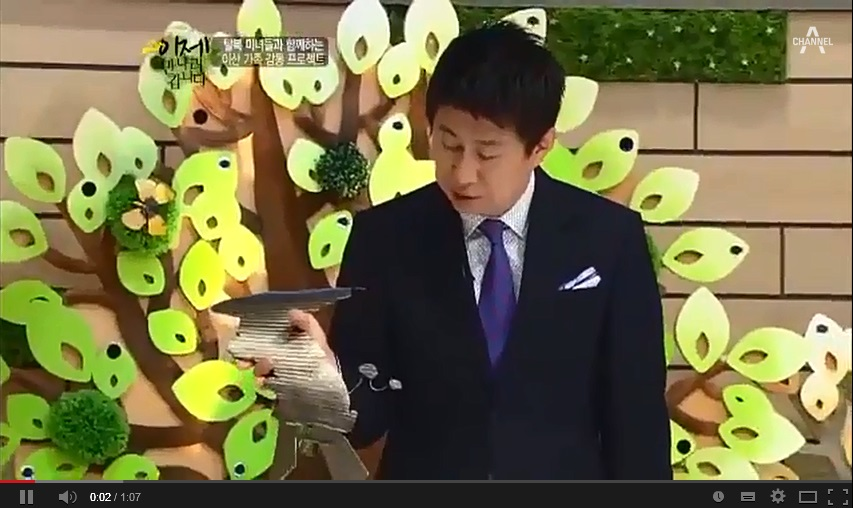 이제 만나러 갑니다
탈북 미녀들과 함께하는
이산 가족 감동 프로젝트
CHANNEL A
0:02 / 1:07